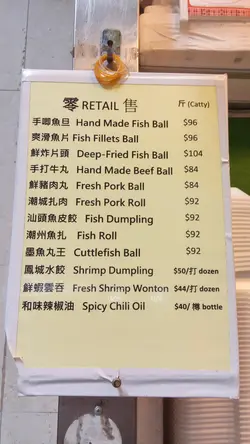 零 RETAIL 售 斤 (Catty)
手唧魚旦 Hand Made Fish Ball $96
爽滑魚片 Fish Fillets Ball $96
鮮炸片頭 Deep-Fried Fish Ball $104
手打牛丸 Hand Made Beef Ball $84
鮮豬肉丸 Fresh Pork Ball $84
潮城扎肉 Fresh Pork Roll $92
汕頭魚皮餃 Fish Dumpling $92
潮州魚扎 Fish Roll $92
墨魚丸王 Cuttlefish Ball $92
鳳城水餃 Shrimp Dumpling $50/打 dozen
鮮蝦雲吞 Fresh Shrimp Wonton $44/打 dozen
和味辣椒油 Spicy Chili Oil $40/ 樽 bottle